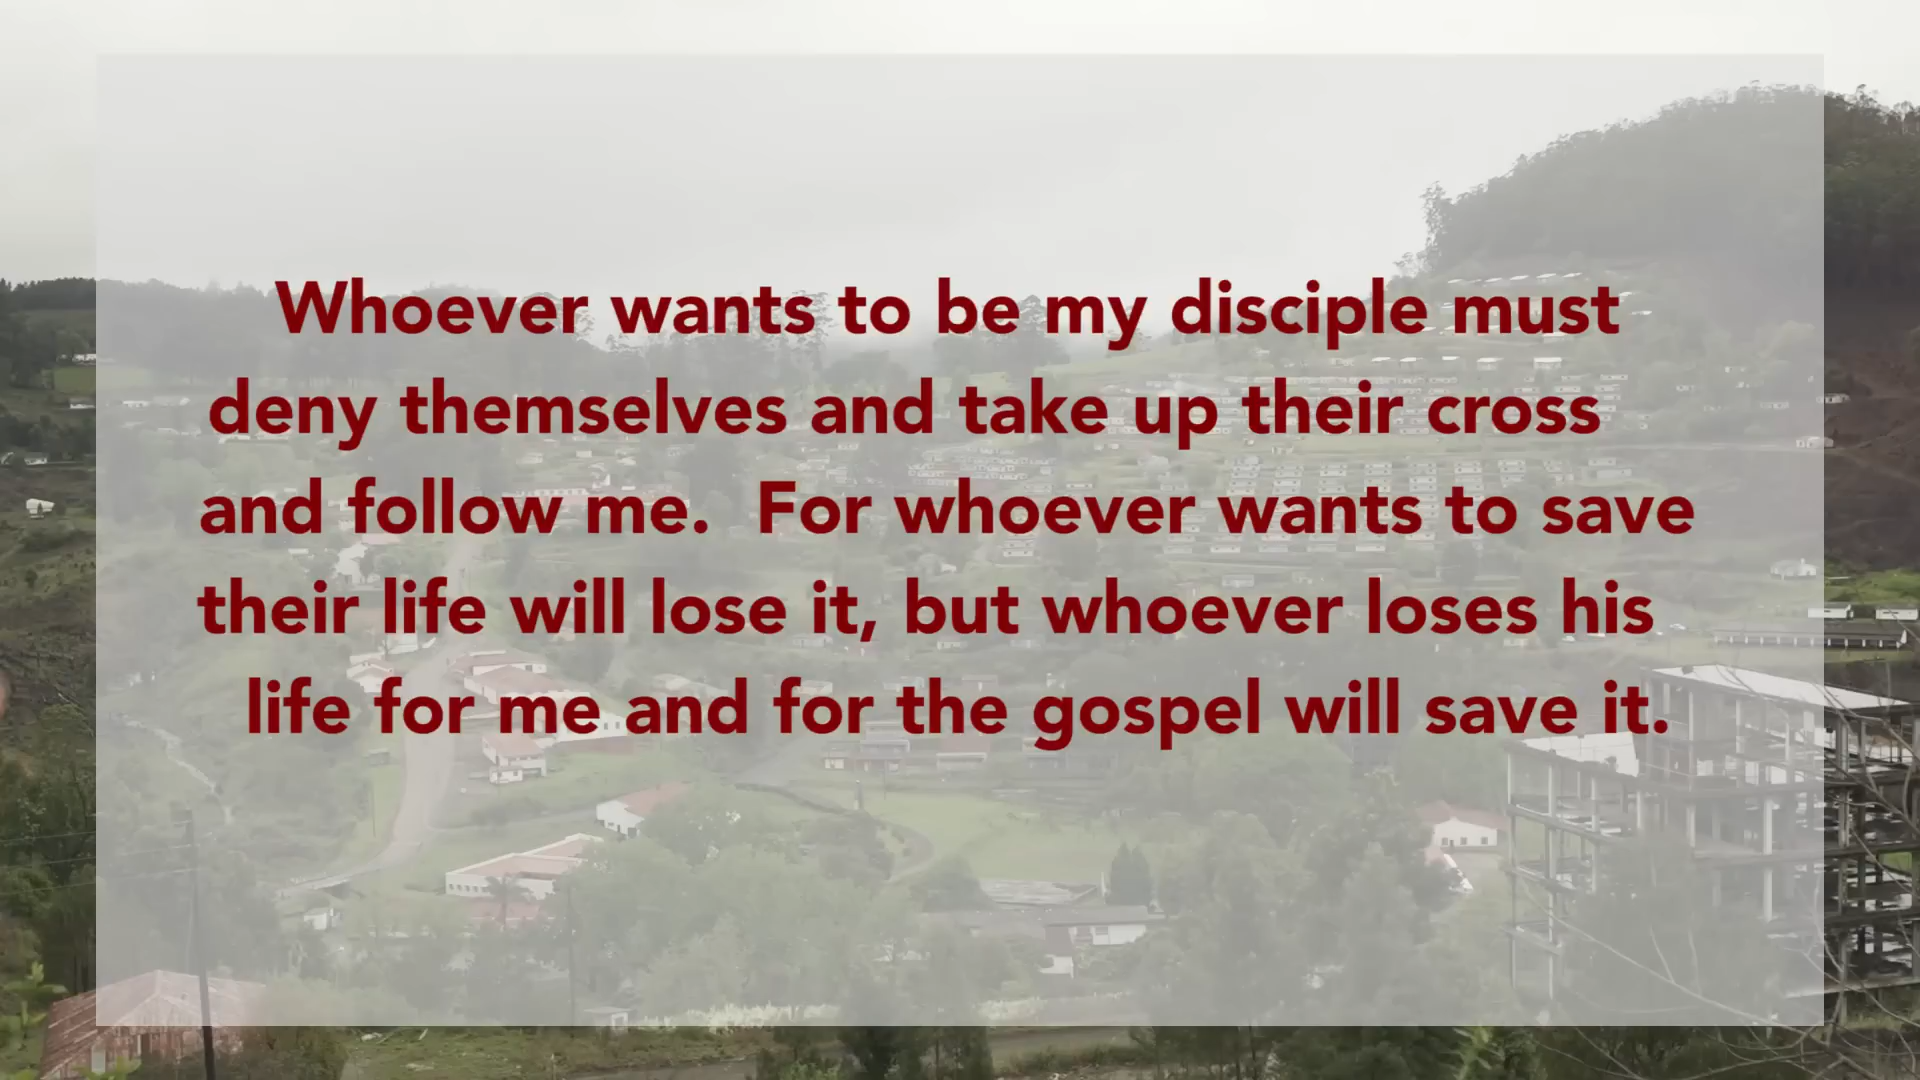 Whoever wants to be my disciple must
deny themselves and take up their cross
and follow me.  For whoever wants to save
their life will lose it, but whoever loses his
life for me and for the gospel will save it.